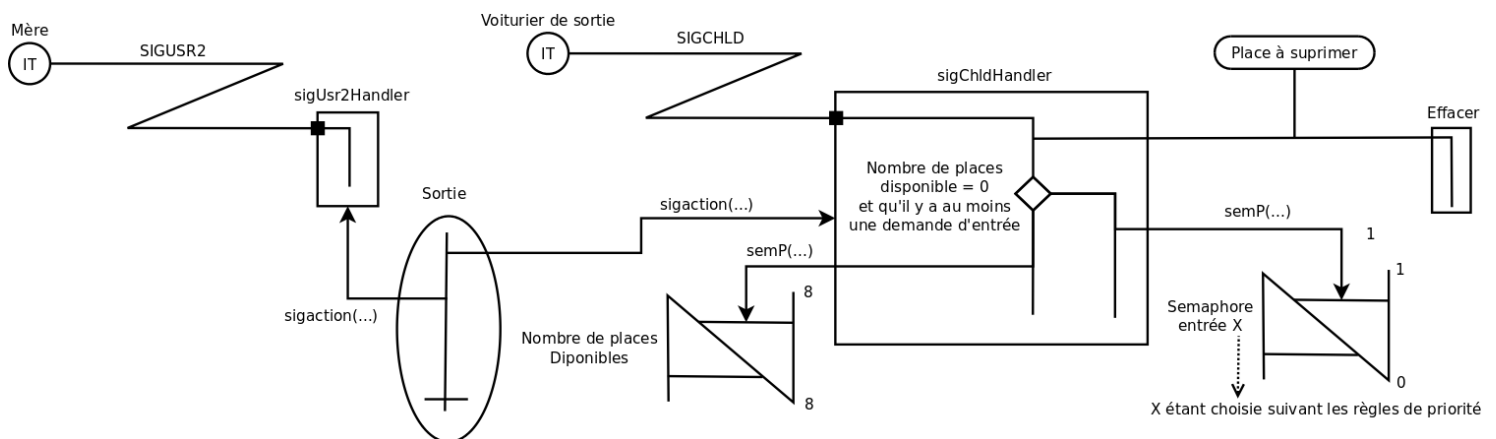 Mère
IT
SIGUSR2
sigUsr2Handler
Sortie
sigaction(...)
Voiturier de sortie
IT
SIGCHLD
sigChldHandler
sigaction(...)
Nombre de places
disponible = 0
et qu'il y a au moins
une demande d'entrée
semP(...)
8
Nombre de places
Diponibles
8
Place à suprimer
Effacer
semP(...)
1
1
Semaphore
entrée X
0
X étant choisie suivant les règles de priorité